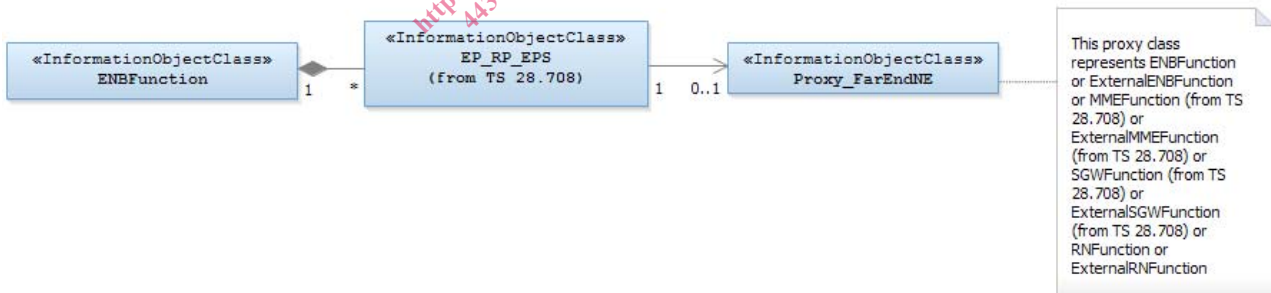 «InformationObjectClass»
ENBFunction
1
*
«InformationObjectClass»
EP_RP_EPS
(from TS 28.708)
1
0..1
«InformationObjectClass»
Proxy_FarEndNE
This proxy class
represents ENBFunction
or ExternalENBFunction
or MMEFunction (from TS
28.708) or
ExternalMMEFunction
(from TS 28.708) or
SGWFunction (from TS
28.708) or
ExternalSGWFunction
(from TS 28.708) or
RNFunction or
ExternalRNFunction
http
443